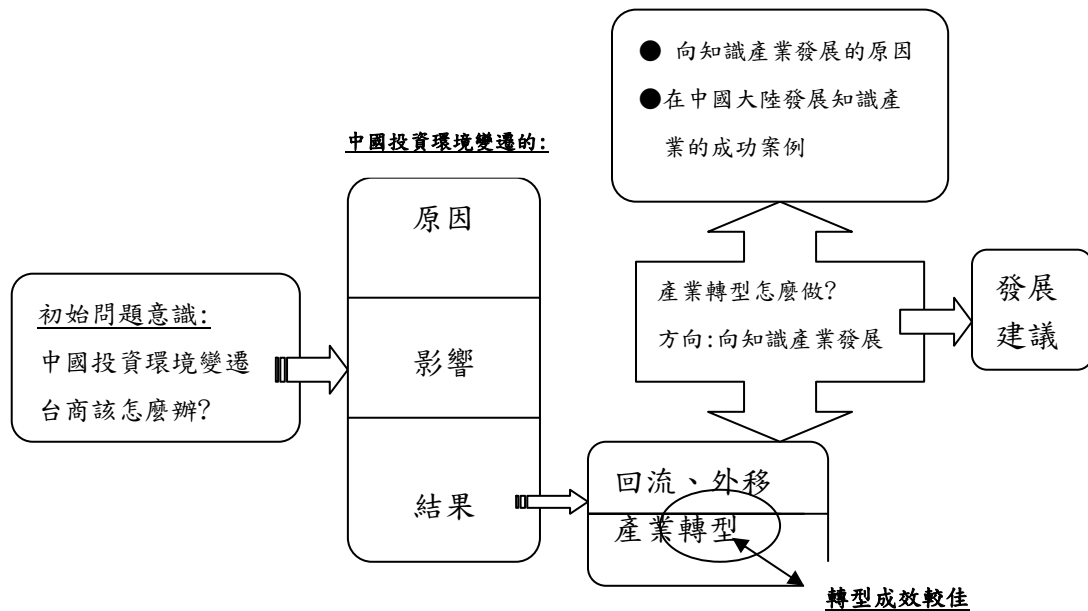 初始問題意識:
中國投資環境變遷
台商該怎麼辦?
中國投資環境變遷的:
原因
影響
結果
● 向知識產業發展的原因
●在中國大陸發展知識產
業的成功案例
產業轉型怎麼做?
方向:向知識產業發展
回流、外移
產業轉型
轉型成效較佳
發展
建議